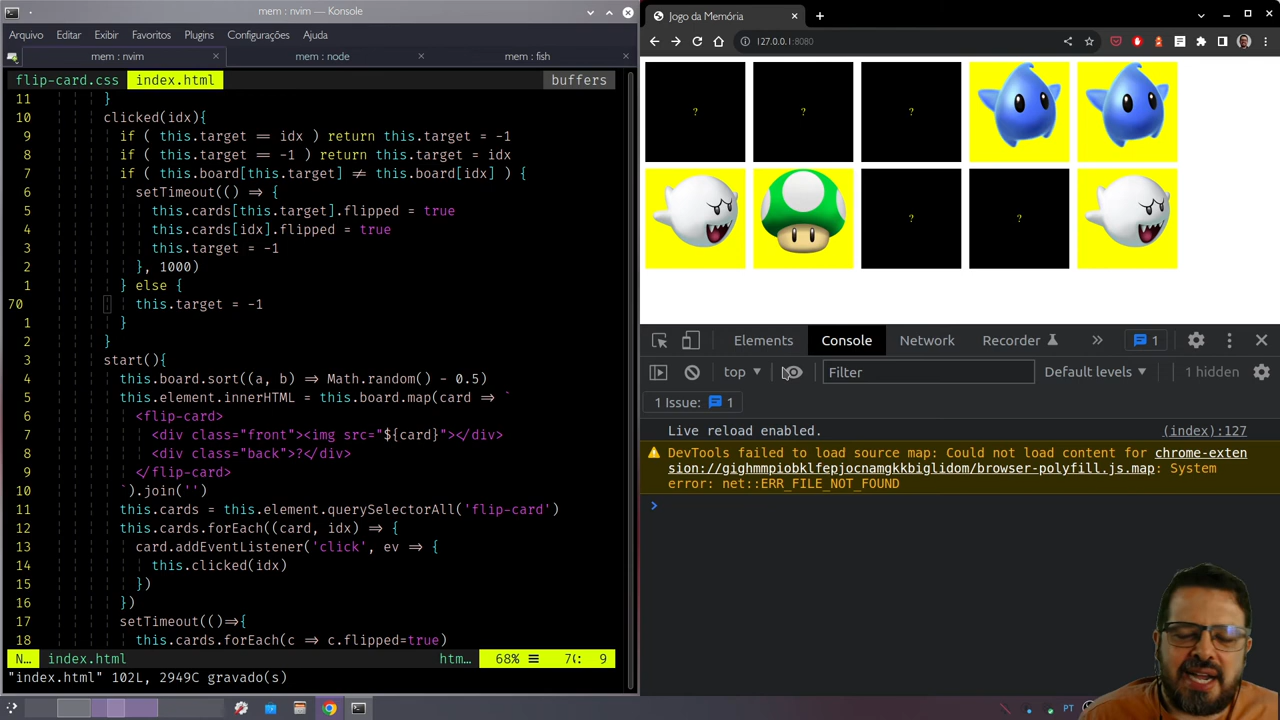 mem : nvim — Konsole
Arquivo Editar Exibir Favoritos Plugins Configurações Ajuda
mem : nvim
mem : node
mem : fish
flip-card.css index.html buffers
11 }
10 clicked(idx){
9 if ( this.target == idx ) return this.target = -1
8 if ( this.target == -1 ) return this.target = idx
7 if ( this.board[this.target] ≠ this.board[idx] ) {
6 setTimeout(() => {
5 this.cards[this.target].flipped = true
4 this.cards[idx].flipped = true
3 this.target = -1
2 }, 1000)
1 } else {
70 this.target = -1
1 }
2 }
3 start(){
4 this.board.sort((a, b) => Math.random() - 0.5)
5 this.element.innerHTML = this.board.map(card => `
6 <flip-card>
7 <div class="front"><img src="${card}"></div>
8 <div class="back">?</div>
9 </flip-card>
10 `).join('')
11 this.cards = this.element.querySelectorAll('flip-card')
12 this.cards.forEach((card, idx) => {
13 card.addEventListener('click', ev => {
14 this.clicked(idx)
15 })
16 })
17 setTimeout(()=>{
18 this.cards.forEach(c => c.flipped=true)
N… index.html htm… 68% 9
"index.html" 102L, 2949C gravado(s)
Jogo da Memória
127.0.0.1:8080
? ? ?
? ?
Elements Console Network Recorder » 1
top Filter Default levels 1 hidden
1 Issue: 1
Live reload enabled. (index):127
DevTools failed to load source map: Could not load content for chrome-exten
sion://gighmmpiobklfepjocnamgkkbiglidom/browser-polyfill.js.map: System
error: net::ERR_FILE_NOT_FOUND
PT